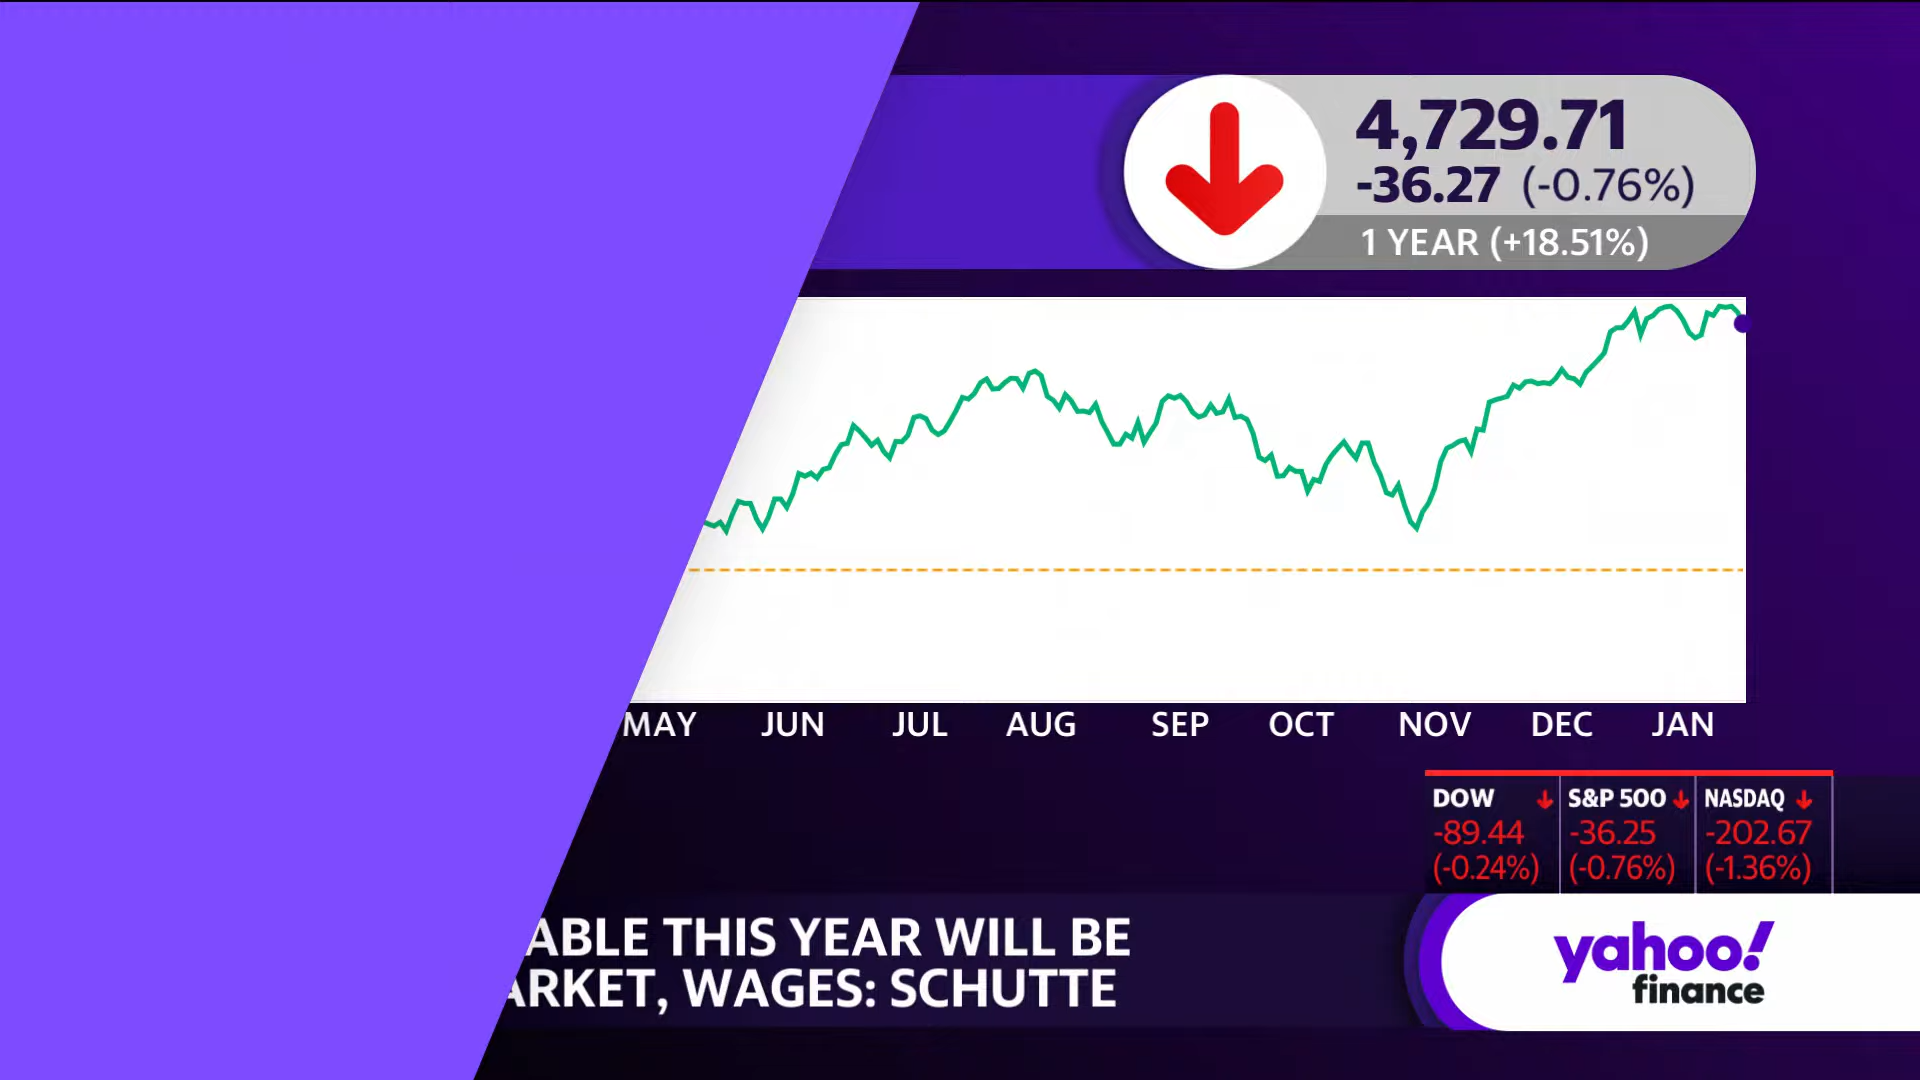 4,729.71
-36.27 (-0.76%)
1 YEAR (+18.51%)
MAY JUN JUL AUG SEP OCT NOV DEC JAN
DOW S&P 500 NASDAQ
-89.44 -36.25 -202.67
(-0.24%) (-0.76%) (-1.36%)
ABLE THIS YEAR WILL BE
ARKET, WAGES: SCHUTTE
yahoo!
finance